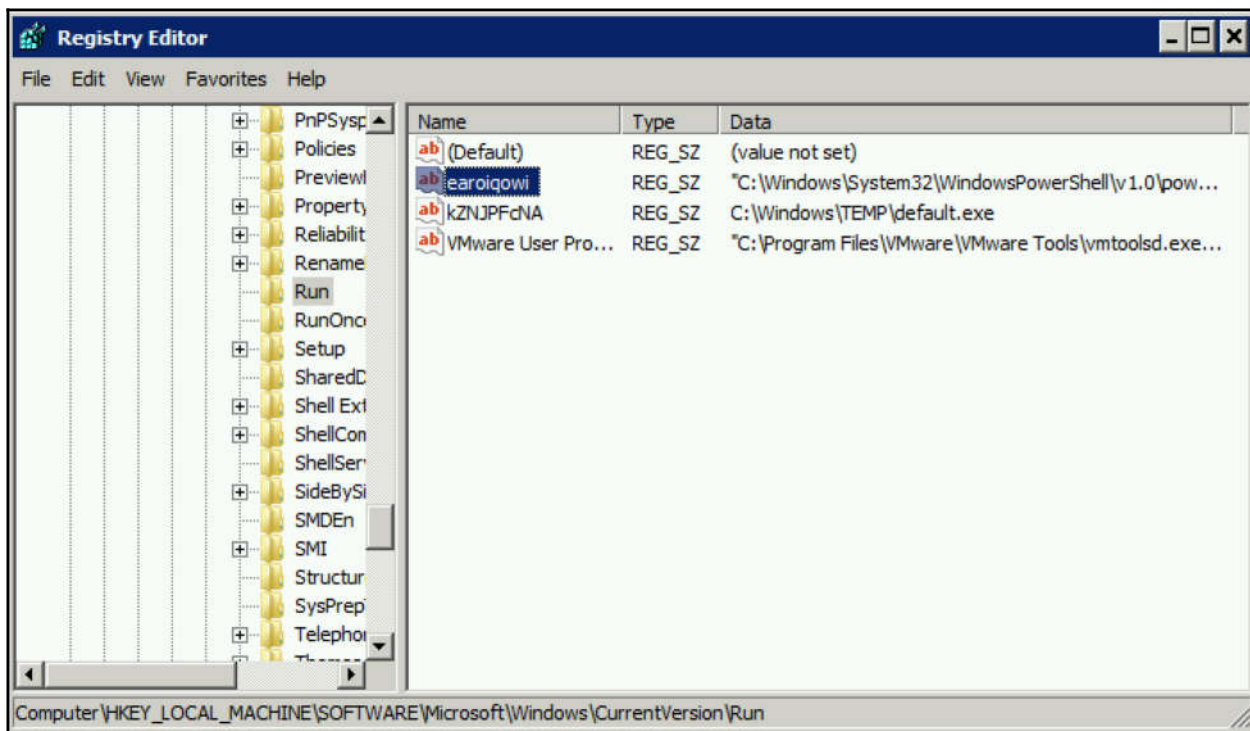 Registry Editor
File Edit View Favorites Help
PnPSysp
Policies
Preview
Property
Reliabilit
Rename
Run
RunOnc
Setup
SharedD
Shell Ext
ShellCon
ShellSer
SideBySi
SMDEn
SMI
Structur
SysPrep
Telepho
Name Type Data
(Default) REG_SZ (value not set)
earoiqowi REG_SZ "C:\Windows\System32\WindowsPowerShell\v1.0\pow...
kZNJPFcNA REG_SZ C:\Windows\TEMP\default.exe
VMware User Pro... REG_SZ "C:\Program Files\VMware\VMware Tools\vmtoolsd.exe...
Computer\HKEY_LOCAL_MACHINE\SOFTWARE\Microsoft\Windows\CurrentVersion\Run